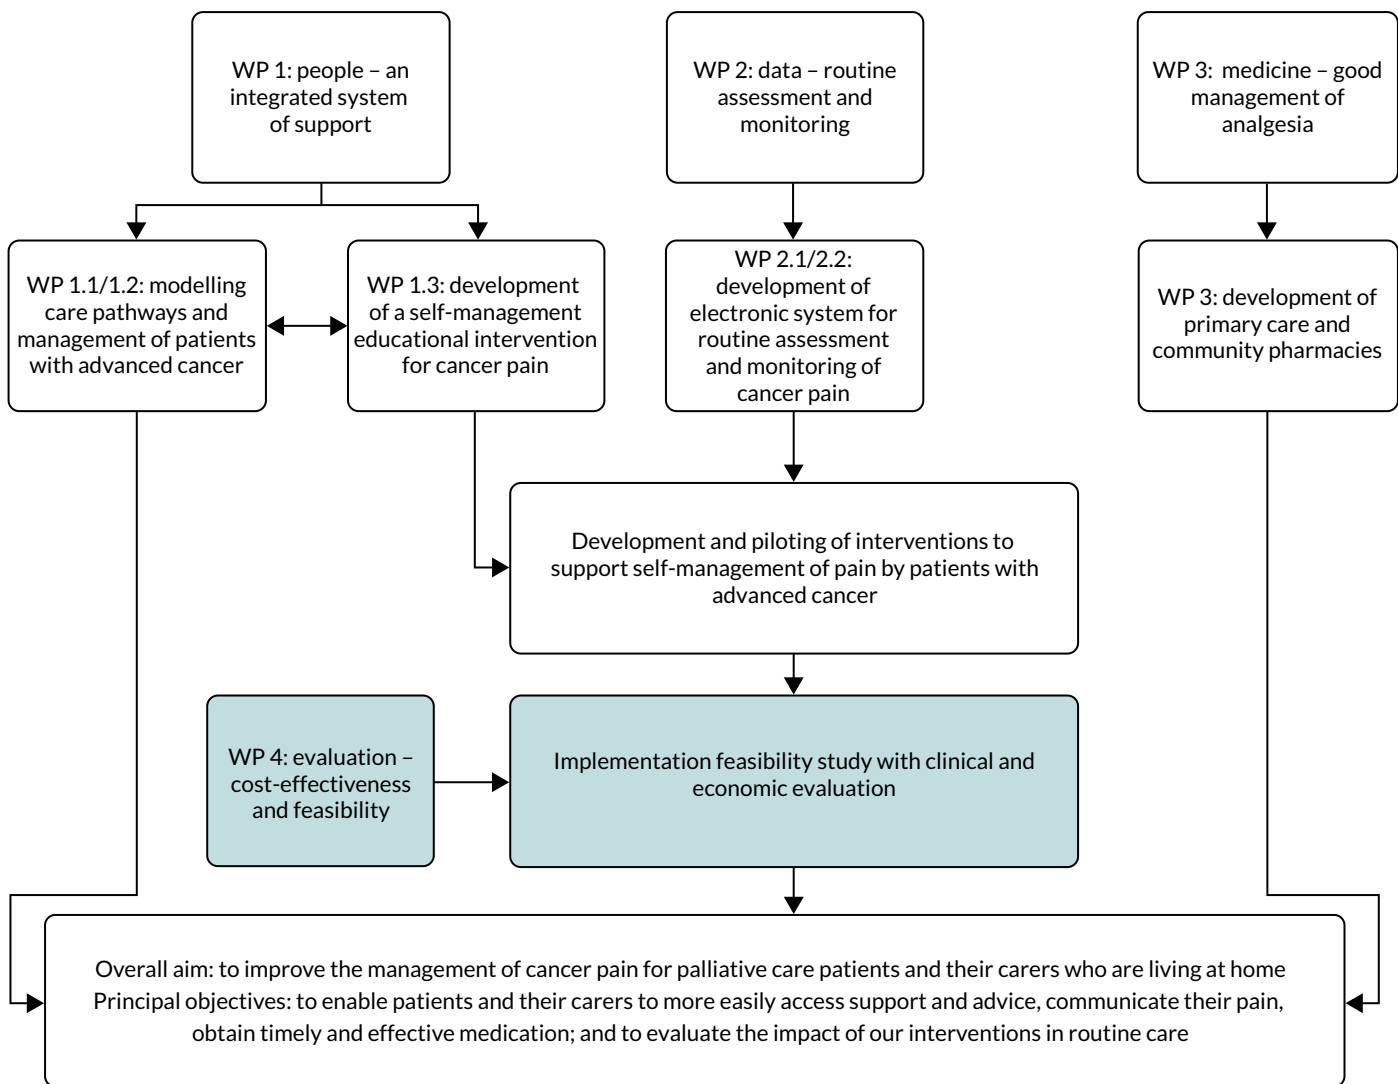 WP 1: people – an
integrated system
of support
WP 2: data – routine
assessment and
monitoring
WP 3: medicine – good
management of
analgesia
WP 1.1/1.2: modelling
care pathways and
management of patients
with advanced cancer
WP 1.3: development
of a self-management
educational intervention
for cancer pain
WP 2.1/2.2:
development of
electronic system for
routine assessment
and monitoring of
cancer pain
WP 3: development of
primary care and
community pharmacies
Development and piloting of interventions to
support self-management of pain by patients with
advanced cancer
WP 4: evaluation –
cost-effectiveness
and feasibility
Implementation feasibility study with clinical and
economic evaluation
Overall aim: to improve the management of cancer pain for palliative care patients and their carers who are living at home
Principal objectives: to enable patients and their carers to more easily access support and advice, communicate their pain,
obtain timely and effective medication; and to evaluate the impact of our interventions in routine care